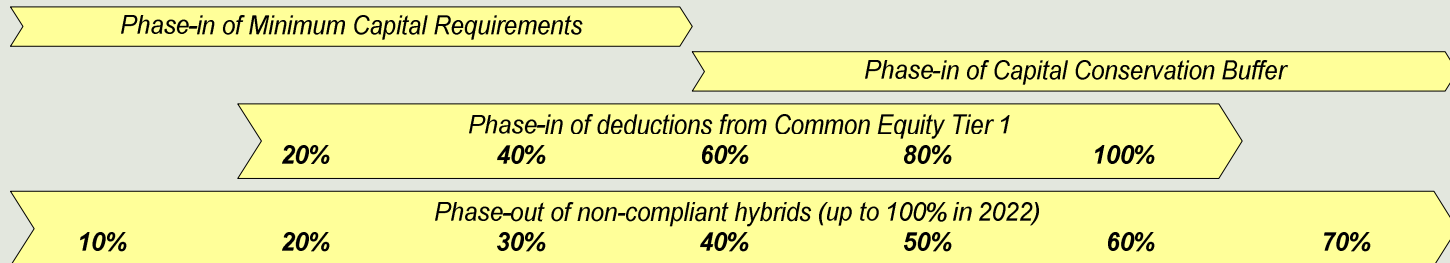 Phase-in of Minimum Capital Requirements
Phase-in of Capital Conservation Buffer
Phase-in of deductions from Common Equity Tier 1
20% 40% 60% 80% 100%
Phase-out of non-compliant hybrids (up to 100% in 2022)
10% 20% 30% 40% 50% 60% 70%